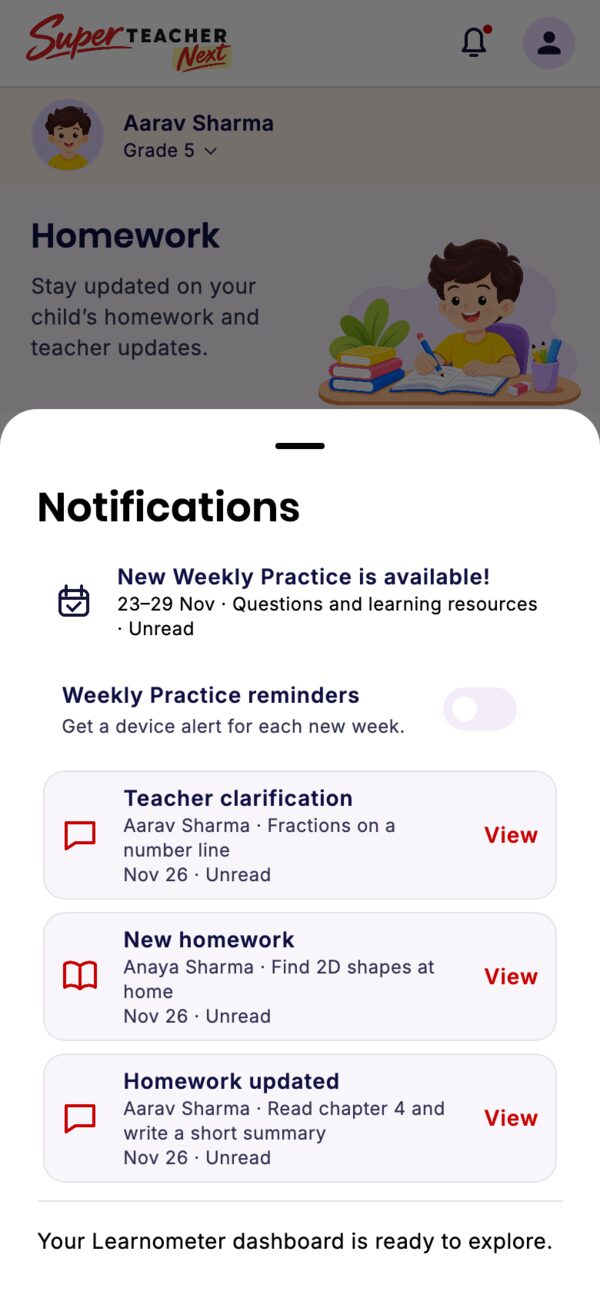 Super TEACHER
Next
Aarav Sharma
Grade 5
Homework
Stay updated on your
child’s homework and
teacher updates.
Notifications
New Weekly Practice is available!
23–29 Nov · Questions and learning resources
· Unread
Weekly Practice reminders
Get a device alert for each new week.
Teacher clarification
Aarav Sharma · Fractions on a
number line
Nov 26 · Unread
View
New homework
Anaya Sharma · Find 2D shapes at
home
Nov 26 · Unread
View
Homework updated
Aarav Sharma · Read chapter 4 and
write a short summary
Nov 26 · Unread
View
Your Learnometer dashboard is ready to explore.